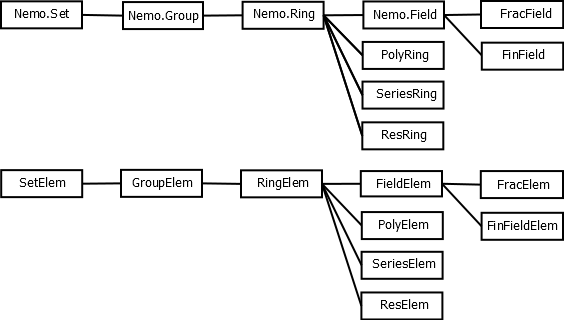 Nemo.Set
Nemo.Group
Nemo.Ring
Nemo.Field
FracField
FinField
PolyRing
SeriesRing
ResRing
SetElem
GroupElem
RingElem
FieldElem
FracElem
FinFieldElem
PolyElem
SeriesElem
ResElem